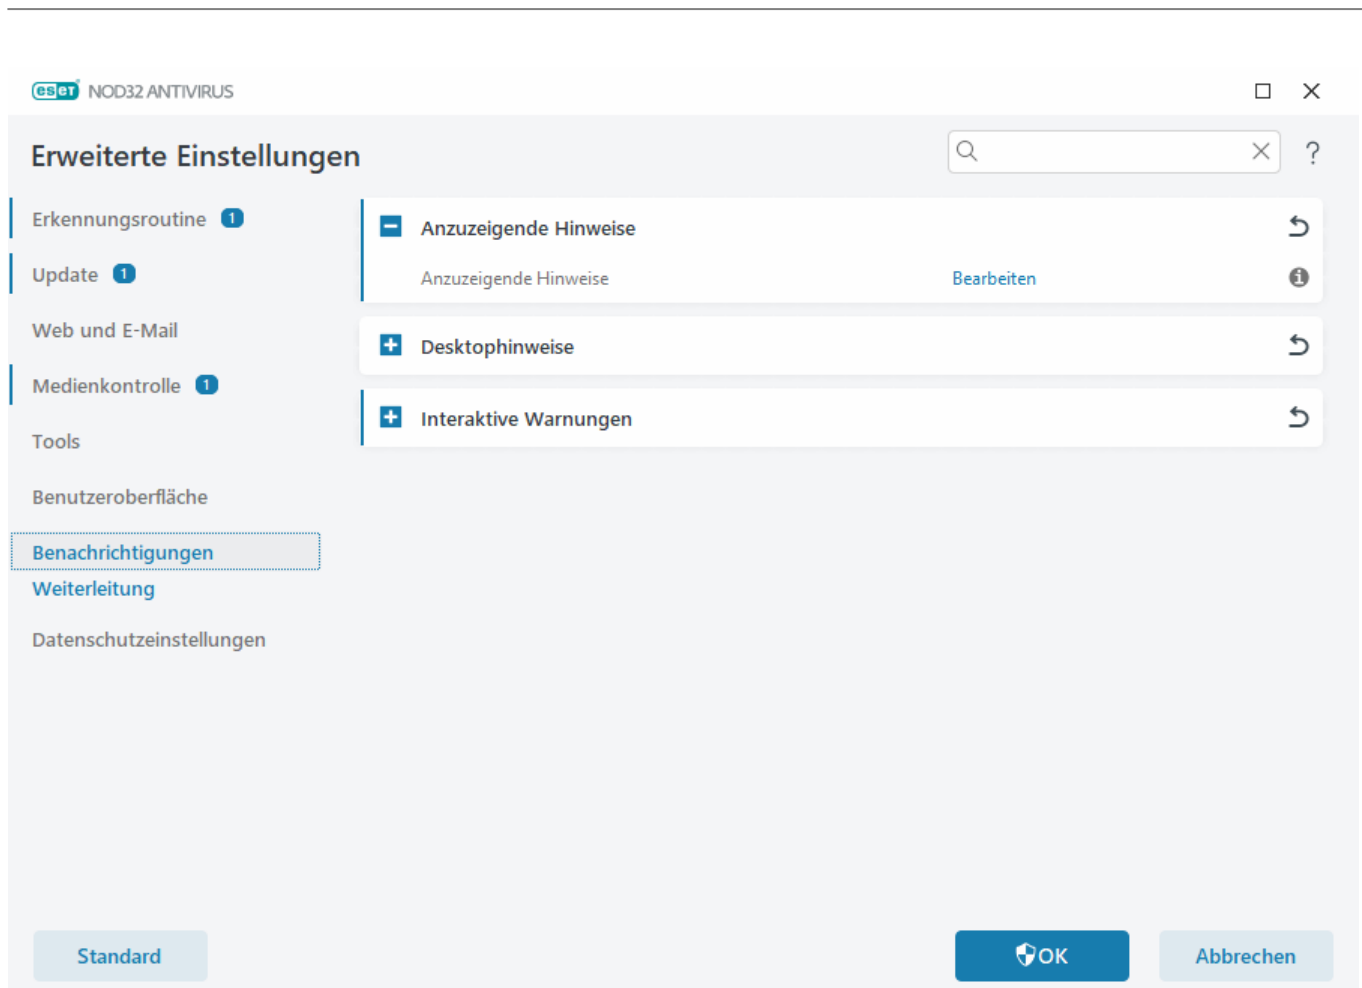 eset NOD32 ANTIVIRUS
Erweiterte Einstellungen
?
Erkennungsroutine 1
Update 1
Web und E-Mail
Medienkontrolle 1
Tools
Benutzeroberfläche
Benachrichtigungen
Weiterleitung
Datenschutzeinstellungen
Anzuzeigende Hinweise
Anzuzeigende Hinweise Bearbeiten
Desktophinweise
Interaktive Warnungen
Standard
OK
Abbrechen